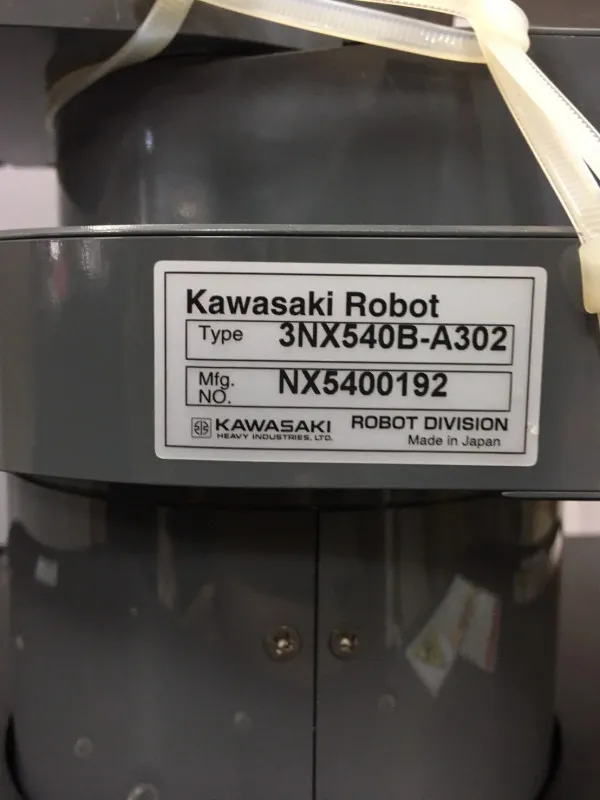 Kawasaki Robot
Type 3NX540B-A302
Mfg. NO. NX5400192
KAWASAKI HEAVY INDUSTRIES, LTD. ROBOT DIVISION
Made in Japan